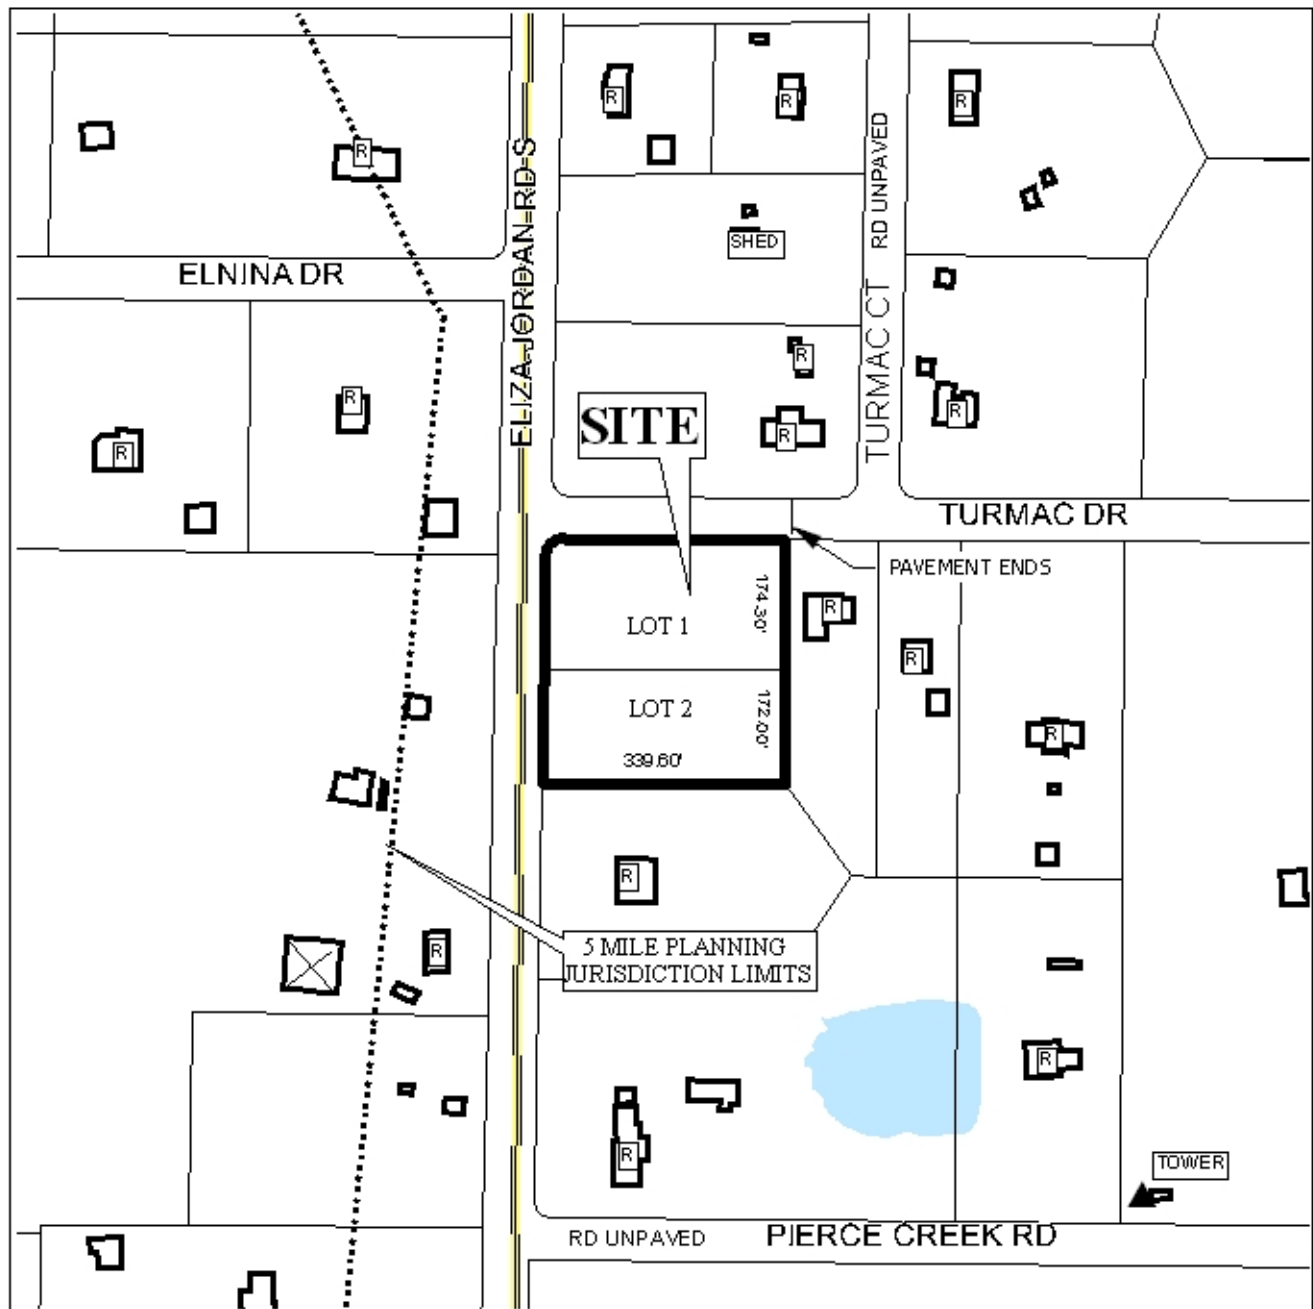 R
R
R
R
RD UNPAVED
ELIZA JORDAN RD S
SHED
ELNINA DR
TURMAC CT
R
R
SITE
R
R
R
TURMAC DR
PAVEMENT ENDS
174.30'
LOT 1
R
R
LOT 2
172.00'
339.60'
R
R
5 MILE PLANNING
JURISDICTION LIMITS
R
R
R
TOWER
RD UNPAVED
PIERCE CREEK RD